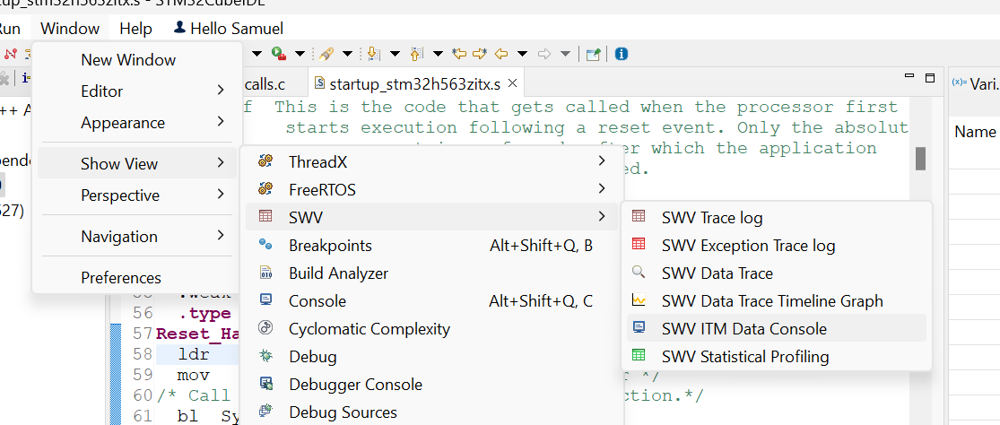 startup_stm32h563zitx.s - STM32CubeIDE
Run Window Help Hello Samuel
calls.c startup_stm32h563zitx.s
(x)= Vari.
Name
New Window
Editor
Appearance
Show View
Perspective
Navigation
Preferences
ThreadX
FreeRTOS
SWV
Breakpoints Alt+Shift+Q, B
Build Analyzer
Console Alt+Shift+Q, C
Cyclomatic Complexity
Debug
Debugger Console
Debug Sources
SWV Trace log
SWV Exception Trace log
SWV Data Trace
SWV Data Trace Timeline Graph
SWV ITM Data Console
SWV Statistical Profiling
f This is the code that gets called when the processor first
starts execution following a reset event. Only the absolut
after which the application
ed.
++ A
527)
.weak
56 .type
57 Reset_Ha
58 ldr
59 mov */
60 /* Call ction.*/
61 bl Sy